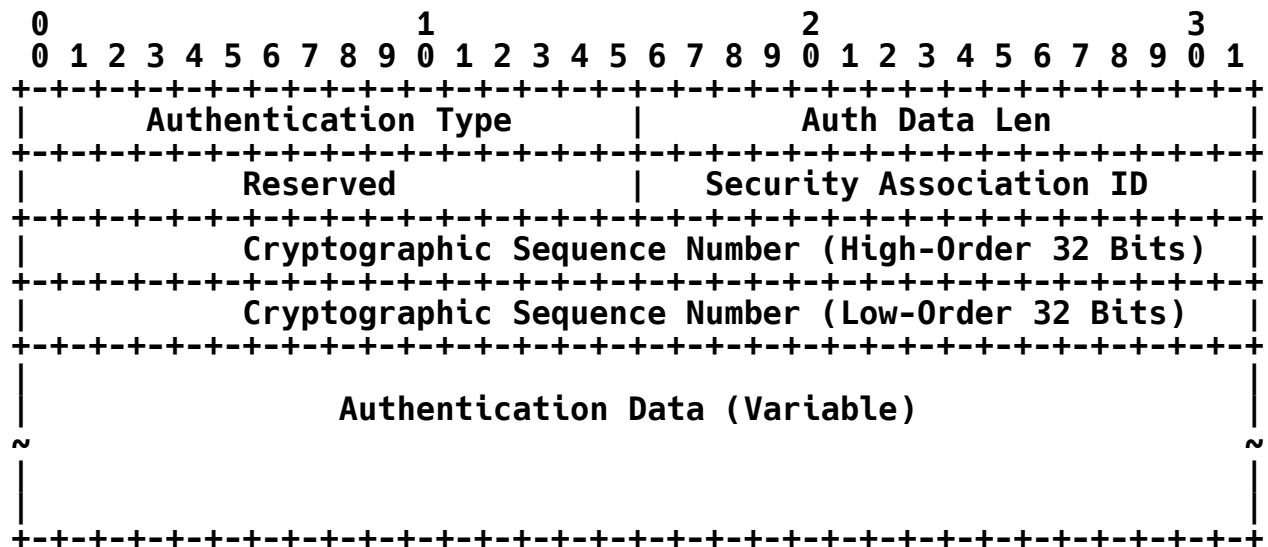 0                   1                   2                   3
 0 1 2 3 4 5 6 7 8 9 0 1 2 3 4 5 6 7 8 9 0 1 2 3 4 5 6 7 8 9 0 1
+-+-+-+-+-+-+-+-+-+-+-+-+-+-+-+-+-+-+-+-+-+-+-+-+-+-+-+-+-+-+-+-+
|      Authentication Type      |        Auth Data Len          |
+-+-+-+-+-+-+-+-+-+-+-+-+-+-+-+-+-+-+-+-+-+-+-+-+-+-+-+-+-+-+-+-+
|           Reserved            |   Security Association ID     |
+-+-+-+-+-+-+-+-+-+-+-+-+-+-+-+-+-+-+-+-+-+-+-+-+-+-+-+-+-+-+-+-+
|           Cryptographic Sequence Number (High-Order 32 Bits)  |
+-+-+-+-+-+-+-+-+-+-+-+-+-+-+-+-+-+-+-+-+-+-+-+-+-+-+-+-+-+-+-+-+
|           Cryptographic Sequence Number (Low-Order 32 Bits)   |
+-+-+-+-+-+-+-+-+-+-+-+-+-+-+-+-+-+-+-+-+-+-+-+-+-+-+-+-+-+-+-+-+
|                                                               |
|                Authentication Data (Variable)                 |
~                                                               ~
|                                                               |
|                                                               |
+-+-+-+-+-+-+-+-+-+-+-+-+-+-+-+-+-+-+-+-+-+-+-+-+-+-+-+-+-+-+-+-+